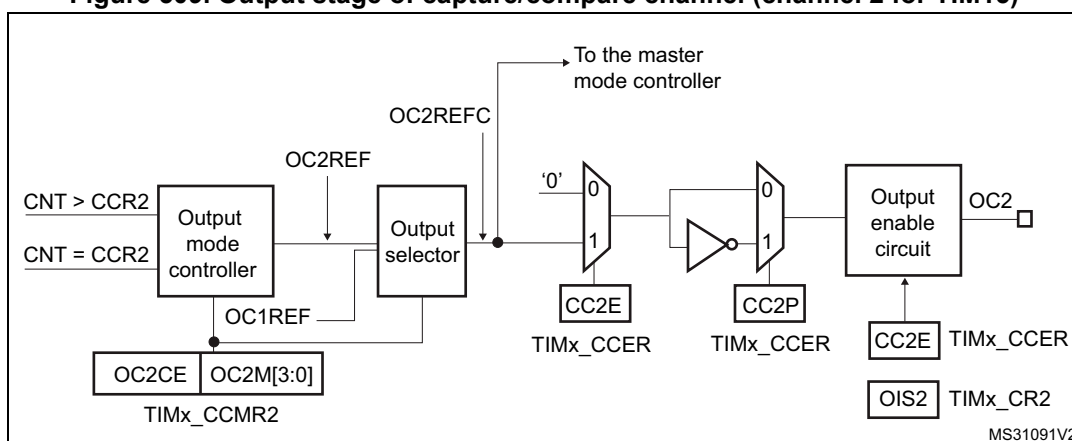 Output stage of capture/compare channel (channel 2 for TIM15)
To the master
mode controller
OC2REFC
OC2REF
'0'
0
1
0
1
CNT > CCR2
CNT = CCR2
Output
mode
controller
Output
selector
Output
enable
circuit
OC2
OC1REF
CC2E
TIMx_CCER
CC2P
TIMx_CCER
CC2E
TIMx_CCER
OC2CE
OC2M[3:0]
TIMx_CCMR2
OIS2
TIMx_CR2
MS31091V2